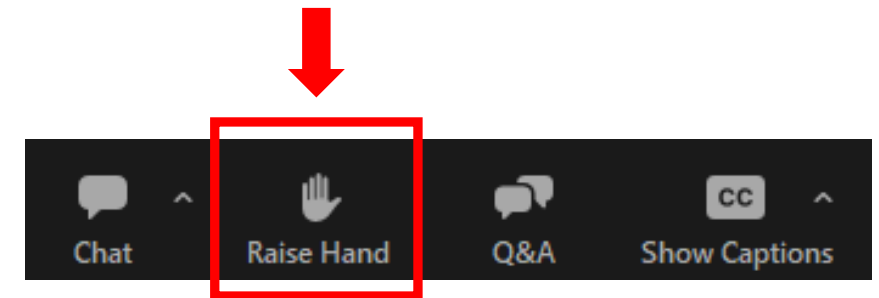 Chat
Raise Hand
Q&A
CC
Show Captions